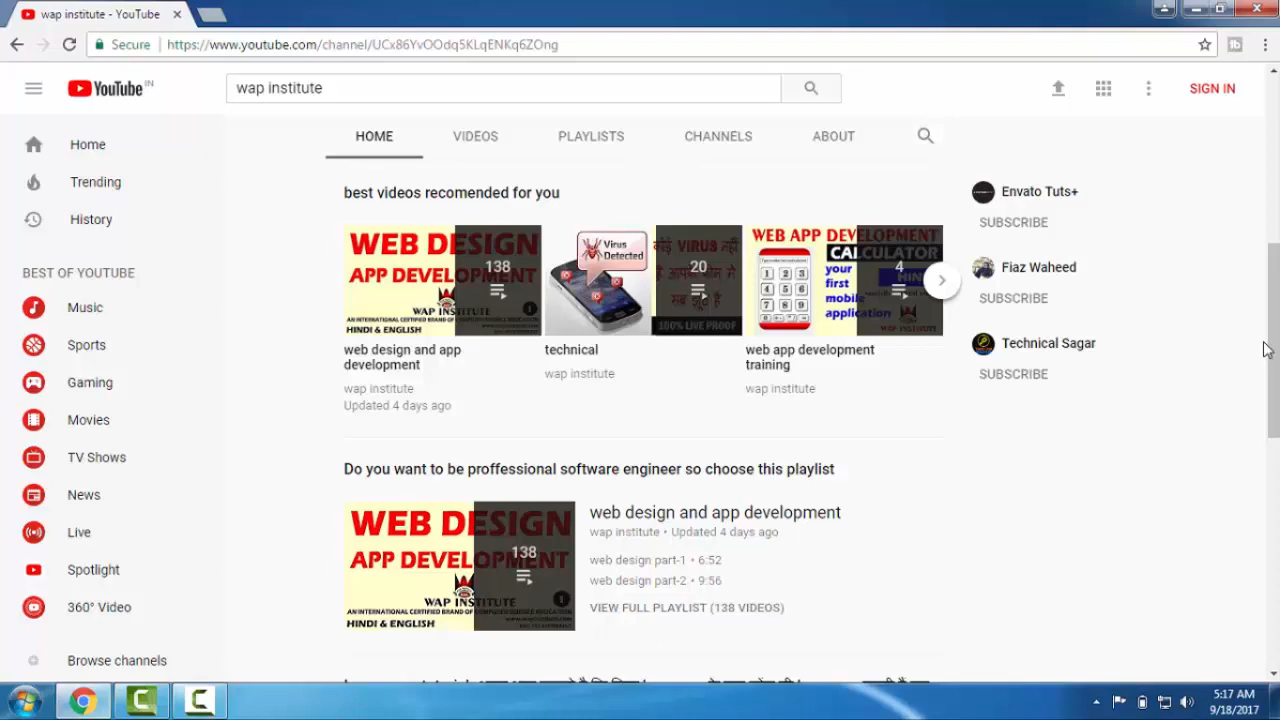 wap institute - YouTube
Secure
https://www.youtube.com/channel/UCx86YvOOdq5KLqENKq6ZOng
YouTube IN
wap institute
SIGN IN
HOME
VIDEOS
PLAYLISTS
CHANNELS
ABOUT
Home
Trending
History
BEST OF YOUTUBE
Music
Sports
Gaming
Movies
TV Shows
News
Live
Spotlight
360° Video
Browse channels
best videos recomended for you
WEB DESIGN
APP DEVELOPMENT
WAP INSTITUTE
HINDI & ENGLISH
138
web design and app development
wap institute
Updated 4 days ago
Virus
Detected
20
100% LIVE PROOF
technical
wap institute
WEB APP DEVELOPMENT
CALCULATOR
your
first
mobile
application
4
web app development
training
wap institute
Envato Tuts+
SUBSCRIBE
Fiaz Waheed
SUBSCRIBE
Technical Sagar
SUBSCRIBE
Do you want to be proffessional software engineer so choose this playlist
WEB DESIGN
APP DEVELOPMENT
WAP INSTITUTE
HINDI & ENGLISH
138
web design and app development
wap institute • Updated 4 days ago
web design part-1 • 6:52
web design part-2 • 9:56
VIEW FULL PLAYLIST (138 VIDEOS)
5:17 AM
9/18/2017